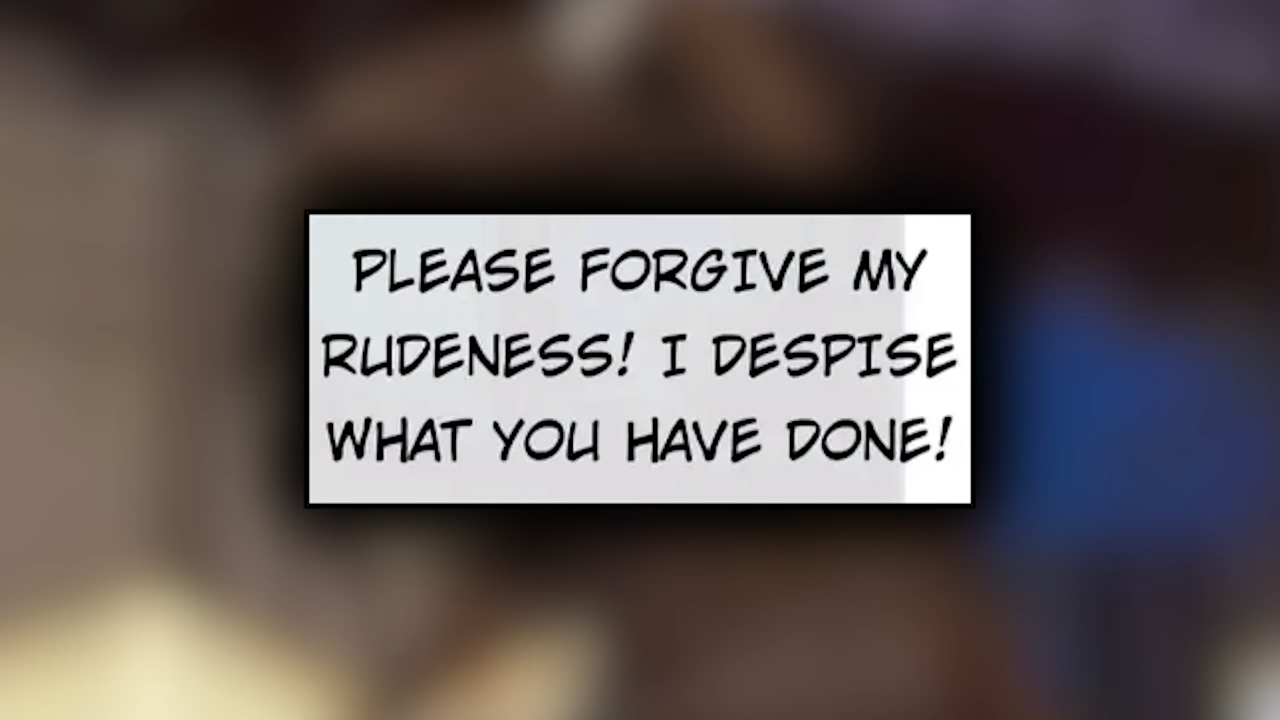 PLEASE FORGIVE MY
RUDENESS! I DESPISE
WHAT YOU HAVE DONE!